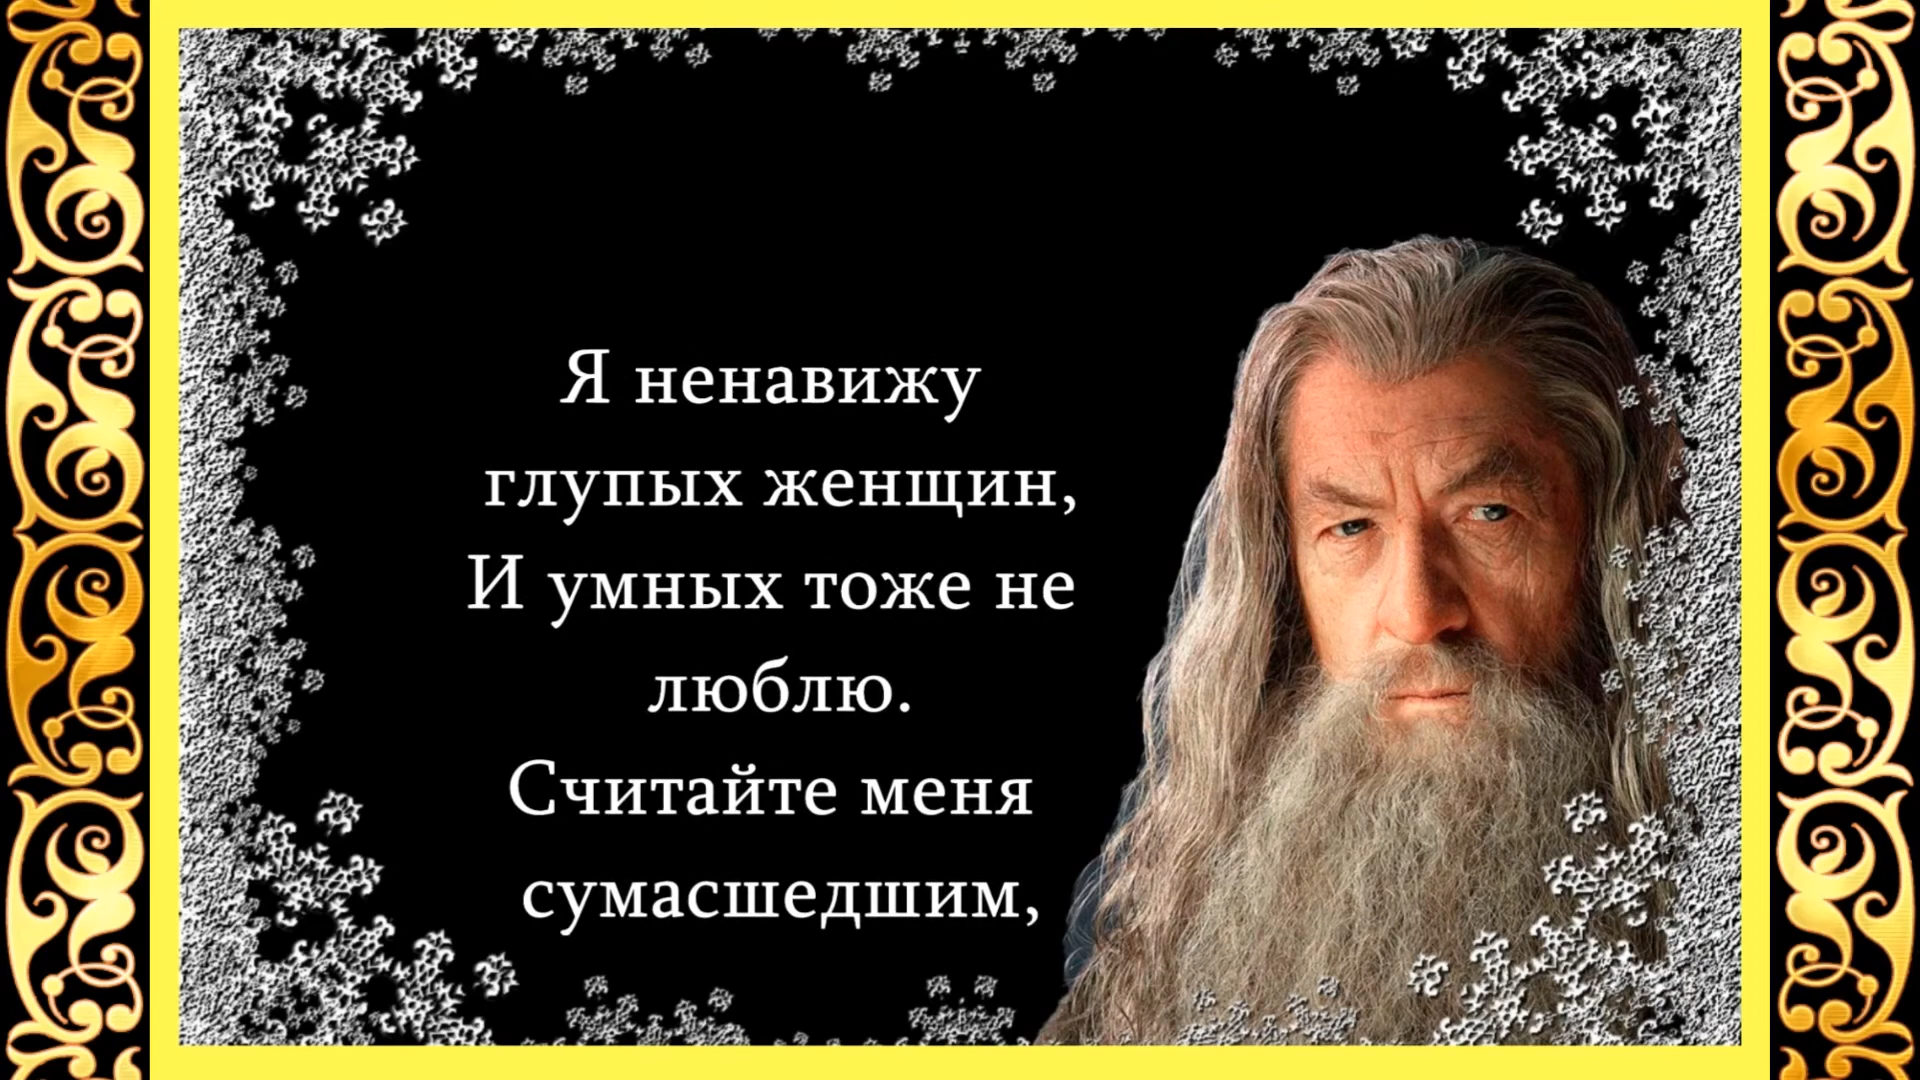 Я ненавижу
глупых женщин,
И умных тоже не
люблю.
Считайте меня
сумасшедшим,